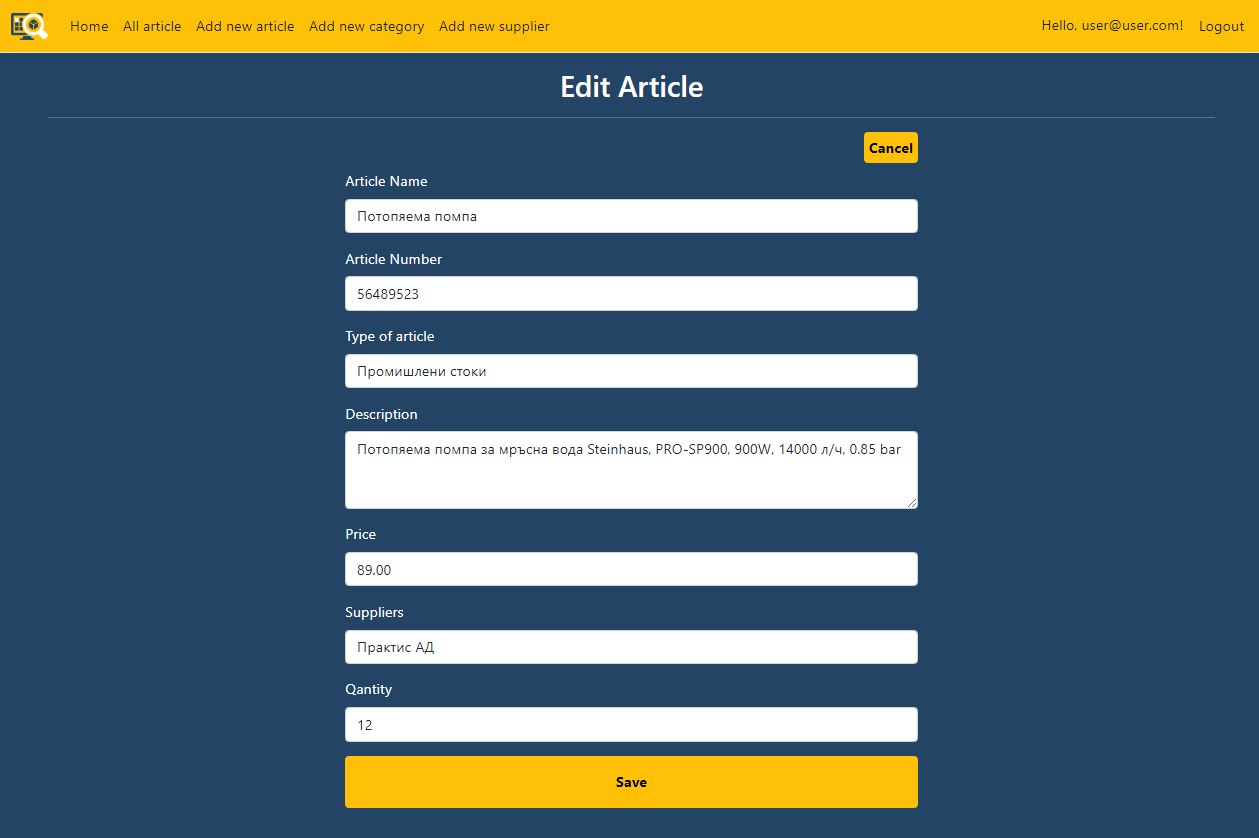 Home All article Add new article Add new category Add new supplier Hello, user@user.com! Logout
Edit Article
Cancel
Article Name
Потопяема помпа
Article Number
56489523
Type of article
Промишлени стоки
Description
Потопяема помпа за мръсна вода Steinhaus, PRO-SP900, 900W, 14000 л/ч, 0.85 bar
Price
89.00
Suppliers
Практис АД
Qantity
12
Save